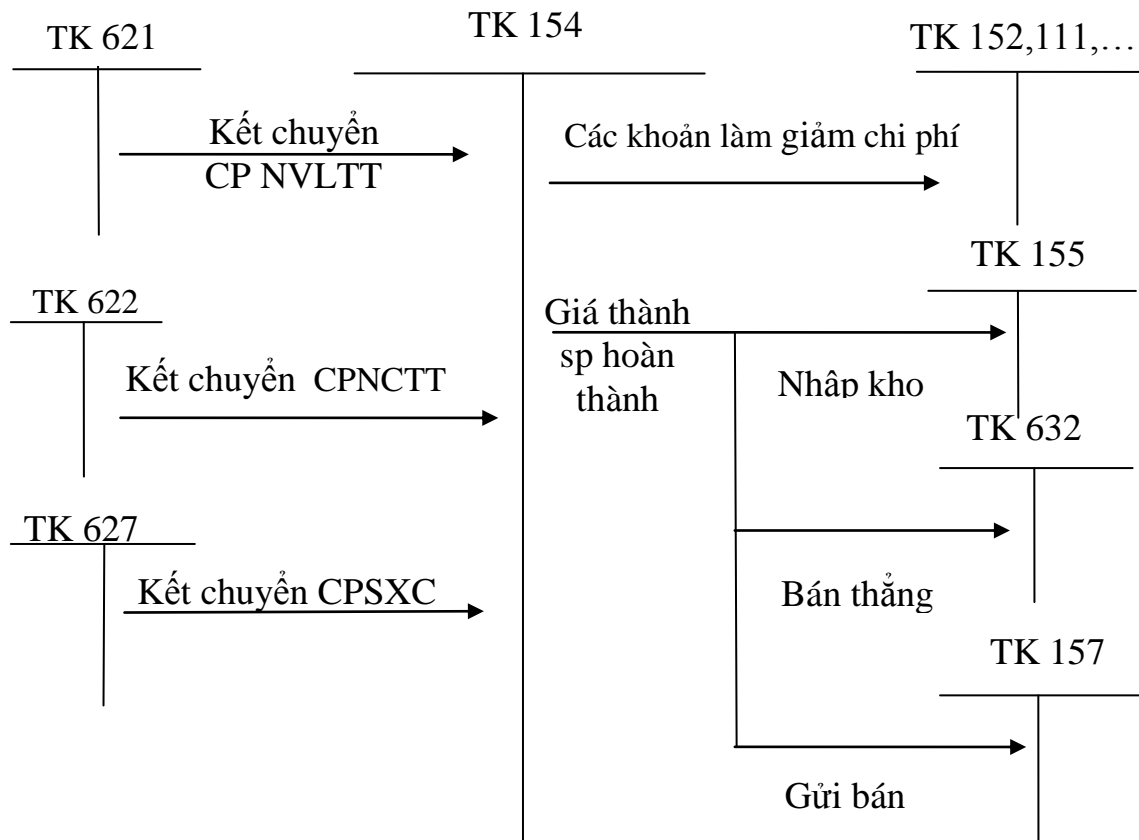 TK 621
TK 154
TK 152,111,…
Kết chuyển
CP NVLTT
Các khoản làm giảm chi phí
TK 155
TK 622
Giá thành
sp hoàn
thành
Nhâp kho
Kết chuyển CPNCTT
TK 632
TK 627
Kết chuyển CPSXC
Bán thẳng
TK 157
Gửi bán